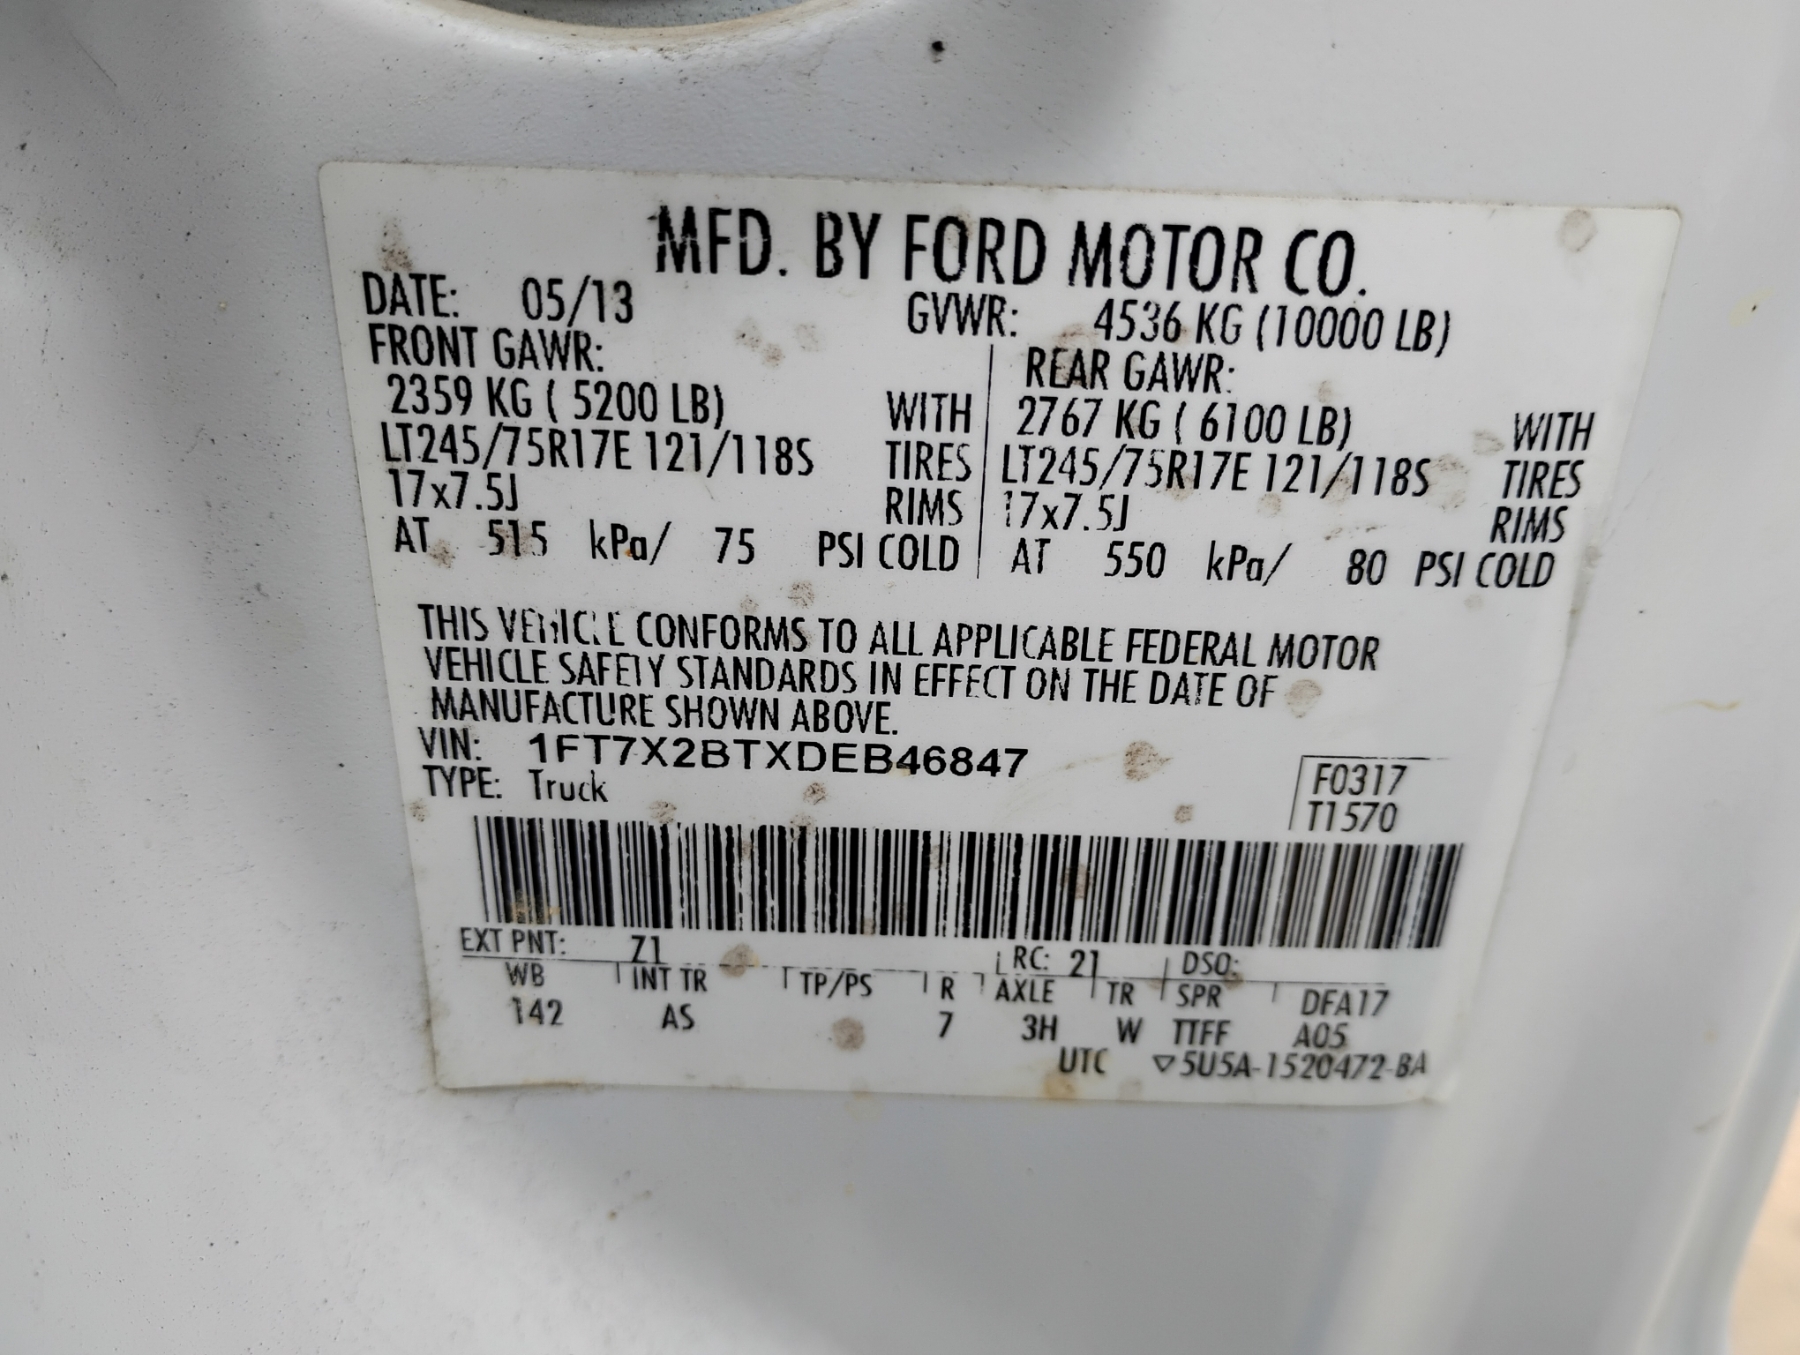 MFD. BY FORD MOTOR CO.
DATE: 05/13 GVWR: 4536 KG (10000 LB)
FRONT GAWR: REAR GAWR:
2359 KG ( 5200 LB) WITH 2767 KG ( 6100 LB) WITH
LT245/75R17E 121/118S TIRES LT245/75R17E 121/118S TIRES
17x7.5J RIMS 17x7.5J RIMS
AT 515 kPa/ 75 PSI COLD AT 550 kPa/ 80 PSI COLD
THIS VEHICLE CONFORMS TO ALL APPLICABLE FEDERAL MOTOR
VEHICLE SAFETY STANDARDS IN EFFECT ON THE DATE OF
MANUFACTURE SHOWN ABOVE.
VIN: 1FT7X2BTXDEB46847
TYPE: Truck
F0317
T1570
EXT PNT: Z1 RC: 21 DSO:
WB INT TR TP/PS R AXLE TR SPR DFA17
142 AS 7 3H W TTFF A05
UTC ▽5U5A-1520472-BA